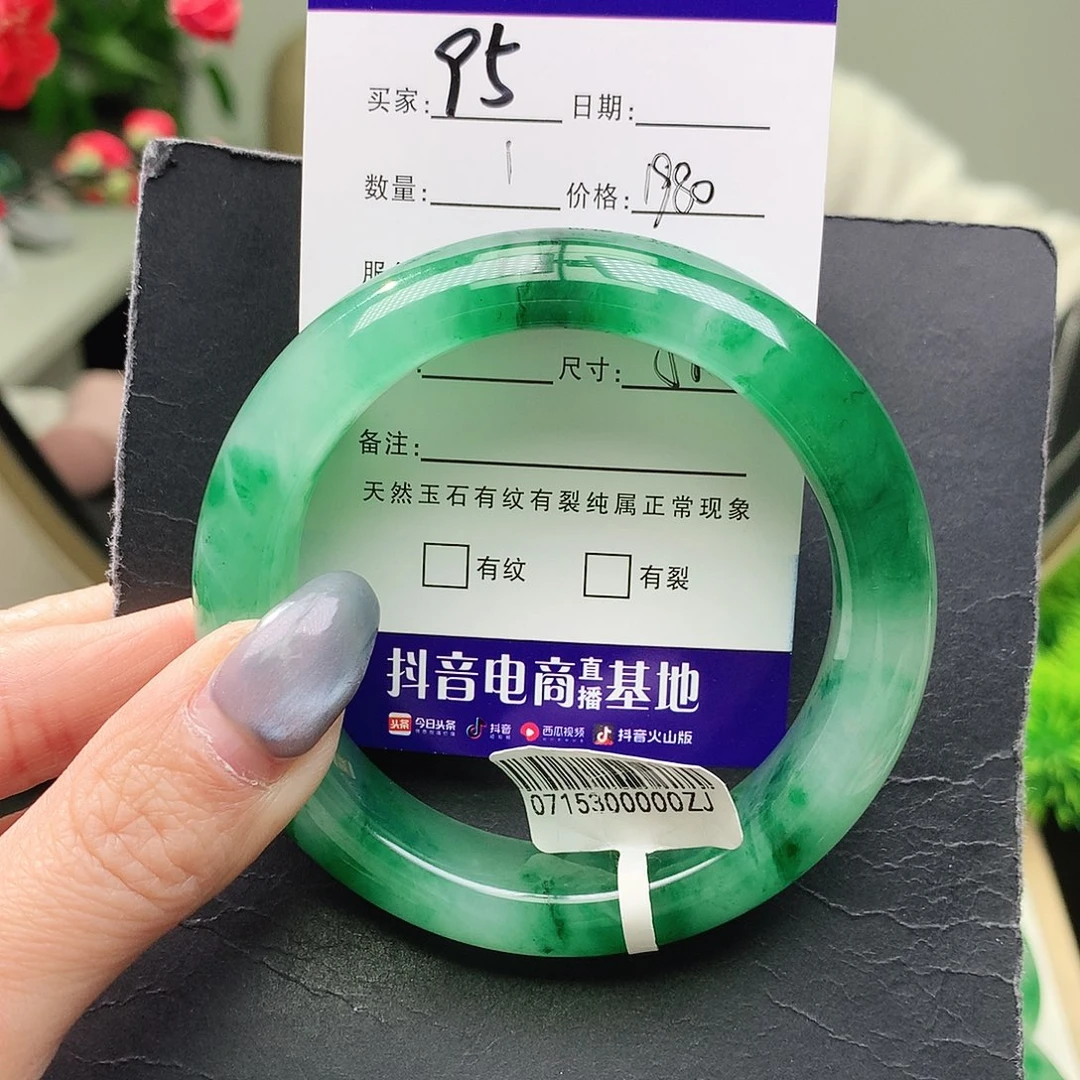 买家: 95 日期:
数量: 1 价格: 1980
服
尺寸:
备注:
天然玉石有纹有裂纯属正常现象
有纹 有裂
抖音电商直播基地
头条 今日头条 抖音 西瓜视频 抖音火山版
0715300000ZJ